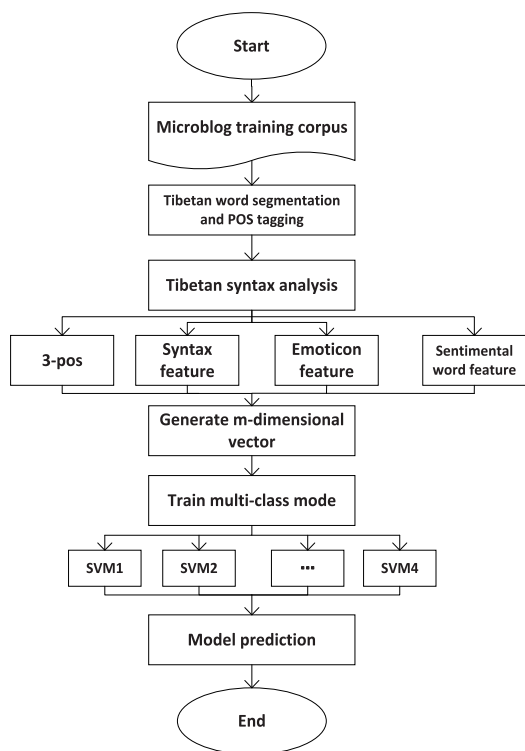 Start
Microblog training corpus
Tibetan word segmentation
and POS tagging
Tibetan syntax analysis
3-pos
Syntax
feature
Emoticon
feature
Sentimental
word feature
Generate m-dimensional
vector
Train multi-class mode
SVM1
SVM2
...
SVM4
Model prediction
End